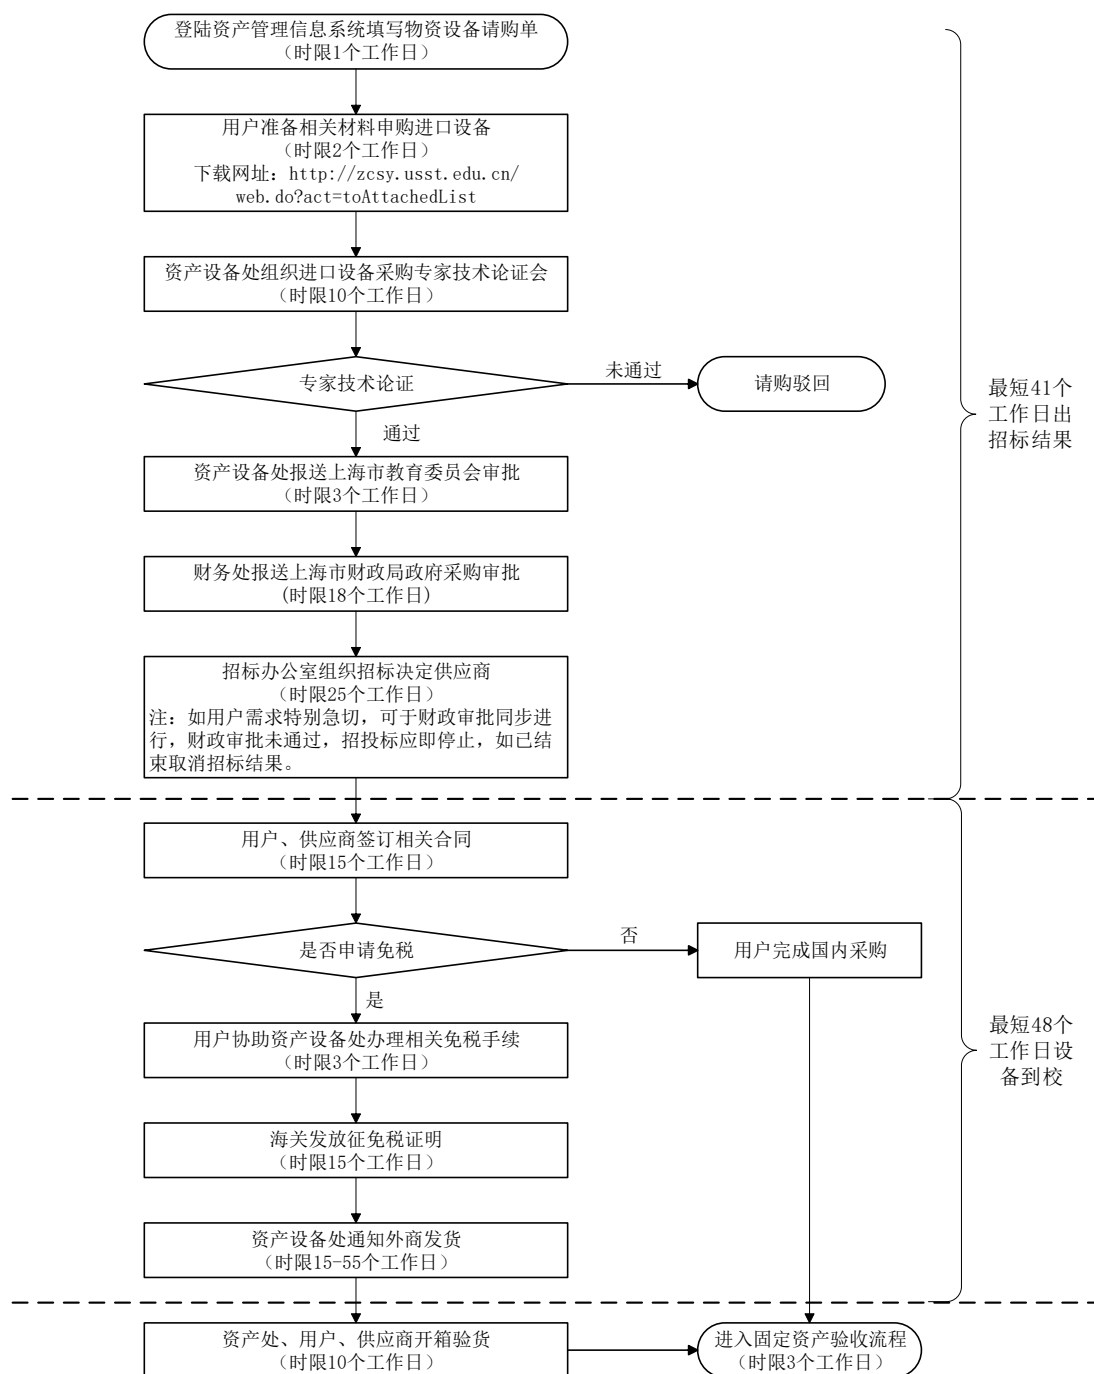 登陆资产管理信息系统填写物资设备请购单
（时限1个工作日）
用户准备相关材料申购进口设备
（时限2个工作日）
下载网址：http://zcsy.usst.edu.cn/
web.do?act=toAttachedList
资产设备处组织进口设备采购专家技术论证会
（时限10个工作日）
专家技术论证
未通过
请购驳回
通过
资产设备处报送上海市教育委员会审批
（时限3个工作日）
财务处报送上海市财政局政府采购审批
(时限18个工作日)
招标办公室组织招标决定供应商
（时限25个工作日）
注：如用户需求特别急切，可于财政审批同步进
行，财政审批未通过，招投标应即停止，如已结
束取消招标结果。
最短41个
工作日出
招标结果
用户、供应商签订相关合同
（时限15个工作日）
是否申请免税
否
用户完成国内采购
是
用户协助资产设备处办理相关免税手续
（时限3个工作日）
海关发放征免税证明
（时限15个工作日）
资产设备处通知外商发货
（时限15-55个工作日）
最短48个
工作日设
备到校
资产处、用户、供应商开箱验货
（时限10个工作日）
进入固定资产验收流程
（时限3个工作日）